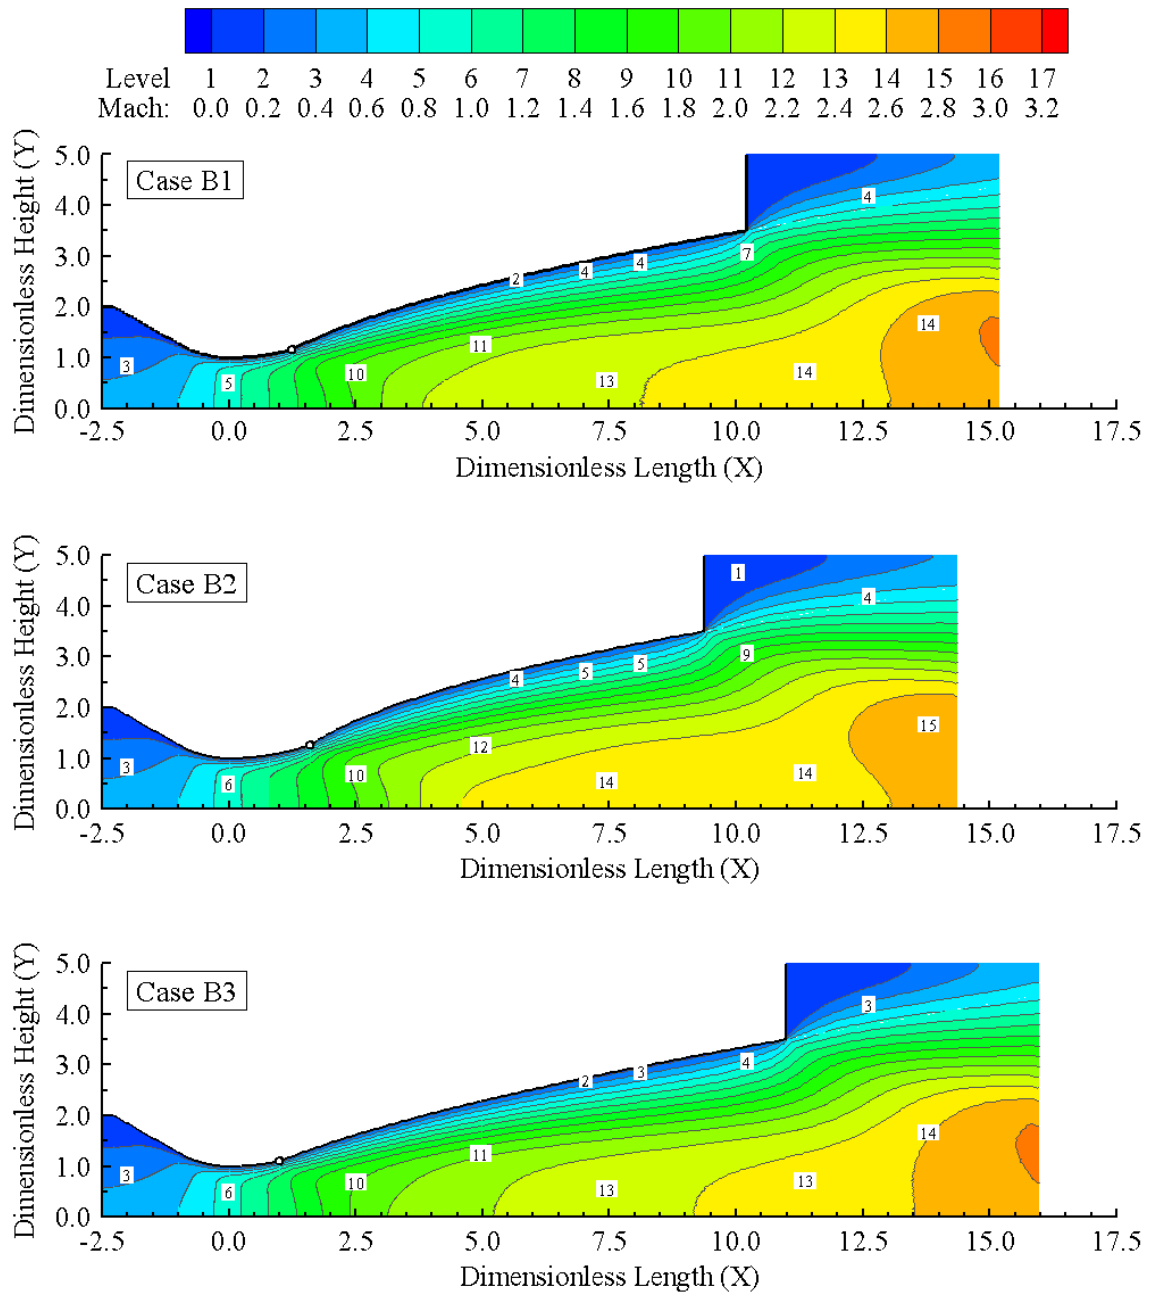 Level 1 2 3 4 5 6 7 8 9 10 11 12 13 14 15 16 17
Mach: 0.0 0.2 0.4 0.6 0.8 1.0 1.2 1.4 1.6 1.8 2.0 2.2 2.4 2.6 2.8 3.0 3.2
Dimensionless Height (Y)
5.0
4.0
3.0
2.0
1.0
0.0
Case B1
4
7
2 4 4
14
11
3 5 10 13 14
-2.5 0.0 2.5 5.0 7.5 10.0 12.5 15.0 17.5
Dimensionless Length (X)
Dimensionless Height (Y)
5.0
4.0
3.0
2.0
1.0
0.0
Case B2
1
4
9
4 5 5
15
12
3 6 10 14 14
-2.5 0.0 2.5 5.0 7.5 10.0 12.5 15.0 17.5
Dimensionless Length (X)
Dimensionless Height (Y)
5.0
4.0
3.0
2.0
1.0
0.0
Case B3
3
4
2 3
14
11
3 6 10 13 13
-2.5 0.0 2.5 5.0 7.5 10.0 12.5 15.0 17.5
Dimensionless Length (X)